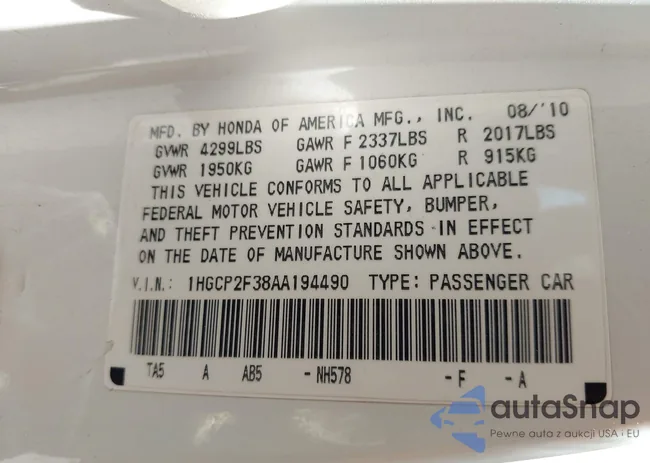 MFD. BY HONDA OF AMERICA MFG., INC. 08/'10
GVWR 4299LBS GAWR F 2337LBS R 2017LBS
GVWR 1950KG GAWR F 1060KG R 915KG
THIS VEHICLE CONFORMS TO ALL APPLICABLE
FEDERAL MOTOR VEHICLE SAFETY, BUMPER,
AND THEFT PREVENTION STANDARDS IN EFFECT
ON THE DATE OF MANUFACTURE SHOWN ABOVE.
V.I.N.: 1HGCP2F38AA194490 TYPE: PASSENGER CAR
TA5 A AB5 -NH578 -F -A
autaSnap
Pewne auta z aukcji USA i EU